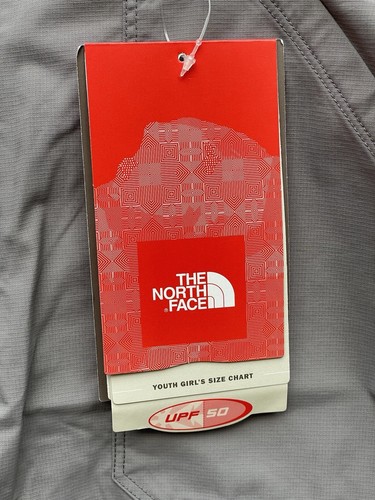 THE
NORTH
FACE
®
YOUTH GIRL'S SIZE CHART
UPF 50